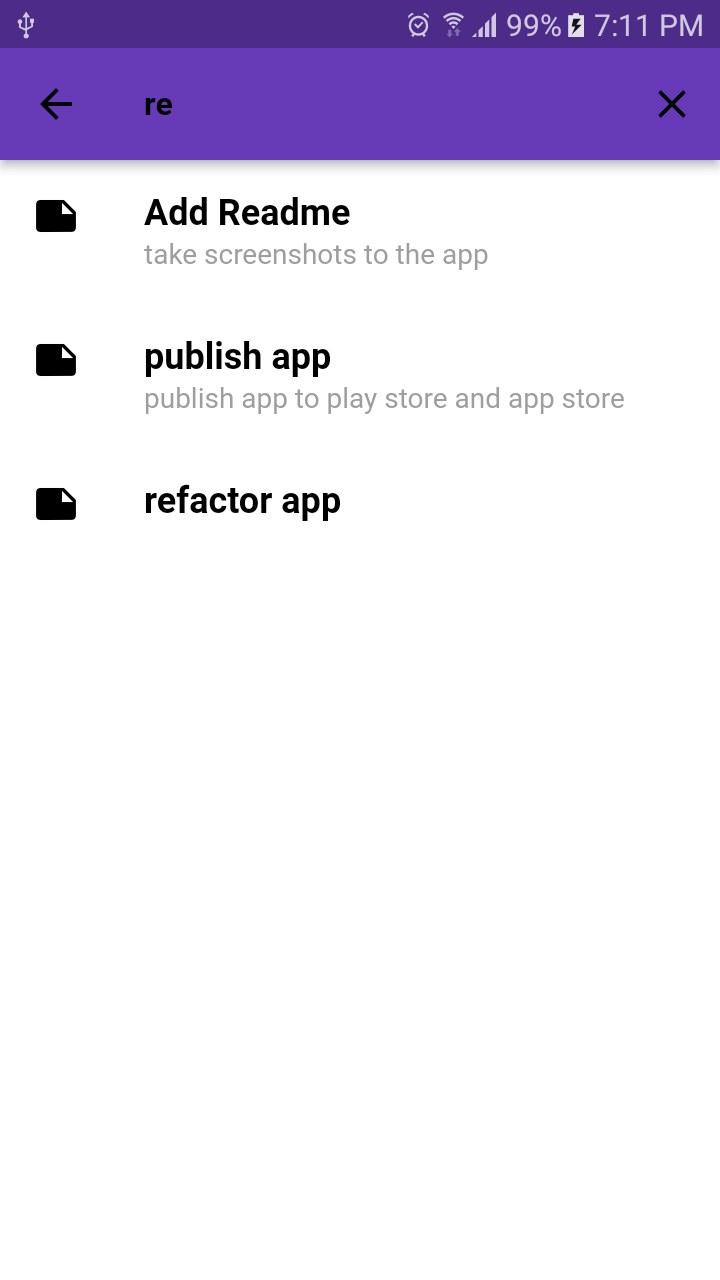 99% 7:11 PM
re
Add Readme
take screenshots to the app
publish app
publish app to play store and app store
refactor app